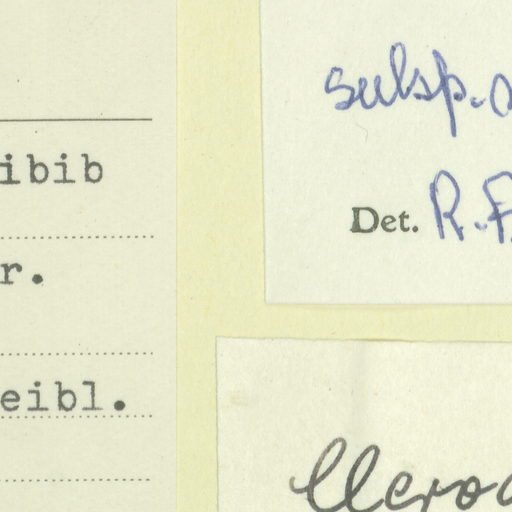 ibib
r.
eibl.
subsp.
Det. R.